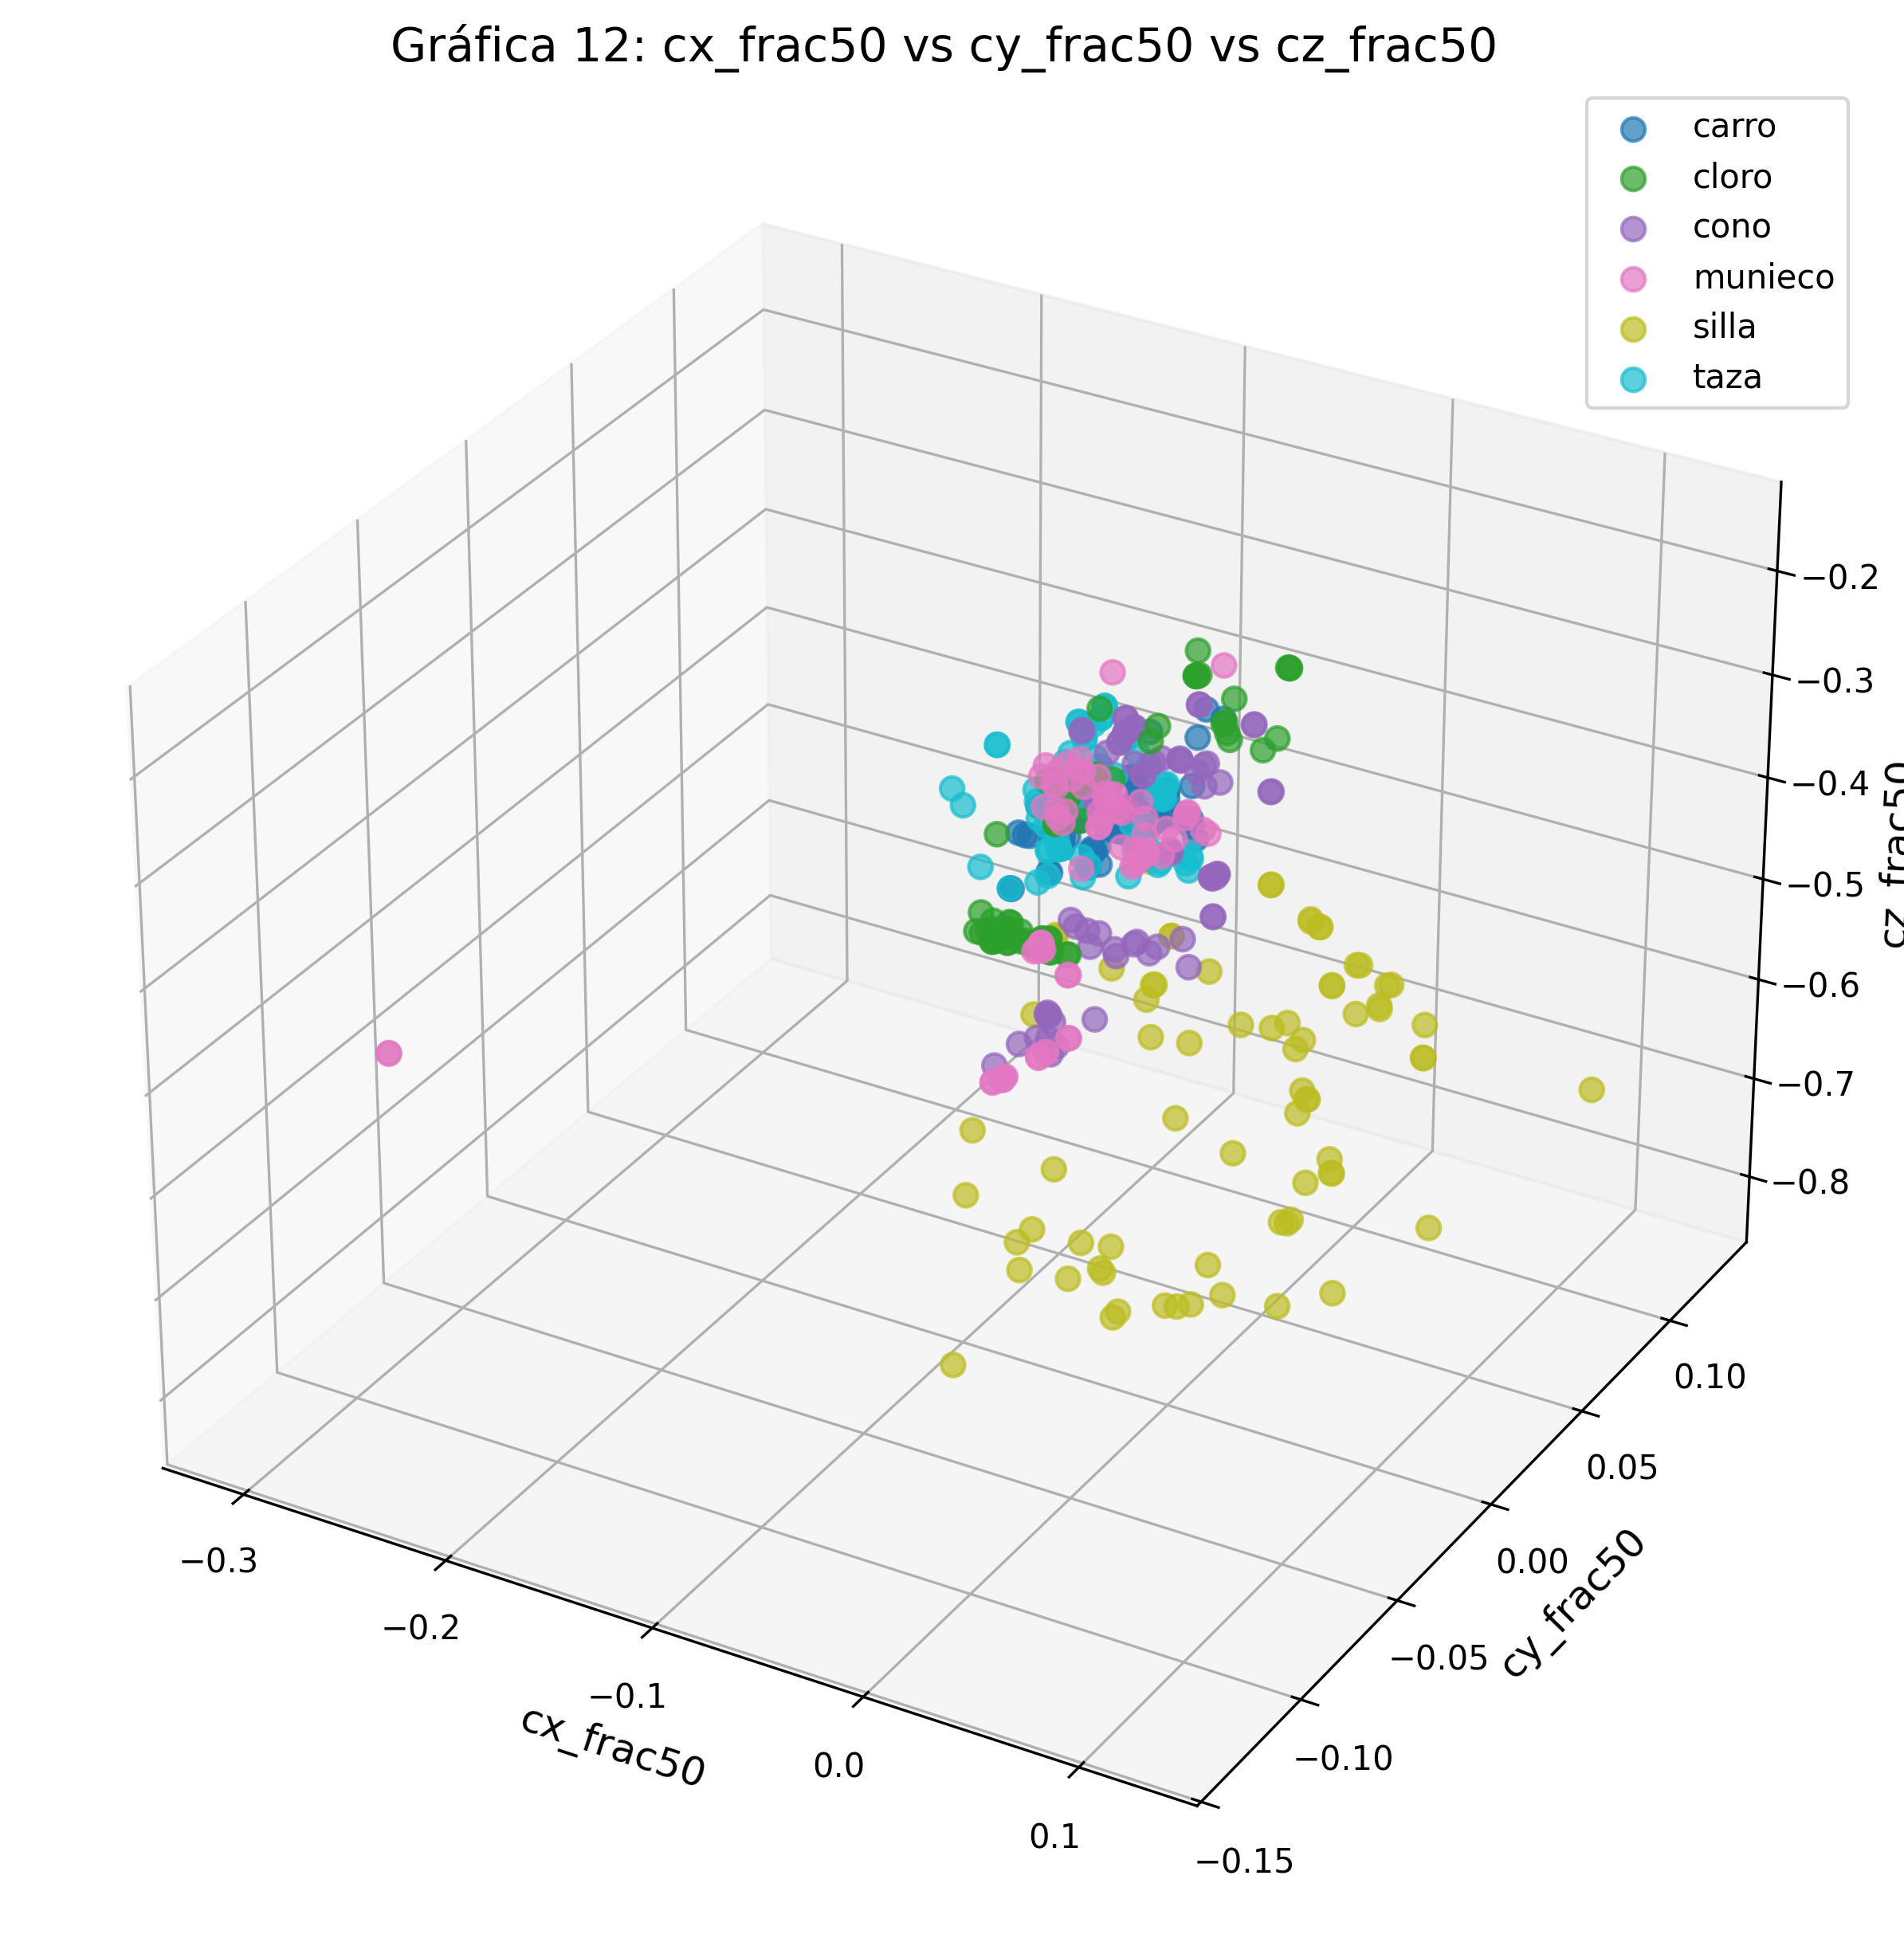 Gráfica 12: cx_frac50 vs cy_frac50 vs cz_frac50
carro
cloro
cono
munieco
silla
taza
−0.2
−0.3
−0.4
−0.5
−0.6
−0.7
−0.8
cz_frac50
0.10
0.05
0.00
−0.05
−0.10
−0.15
cy_frac50
−0.3
−0.2
−0.1
0.0
0.1
cx_frac50